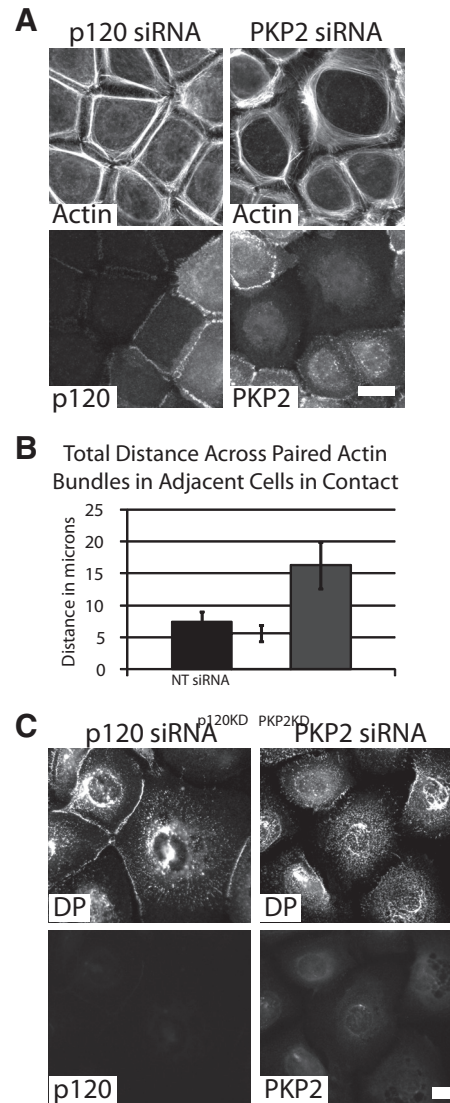 A
p120 siRNA PKP2 siRNA
Actin Actin
p120 PKP2
B
Total Distance Across Paired Actin
Bundles in Adjacent Cells in Contact
Distance in microns
25
20
15
10
5
0
NT siRNA
p120KD PKP2KD
C
p120 siRNA PKP2 siRNA
DP DP
p120 PKP2